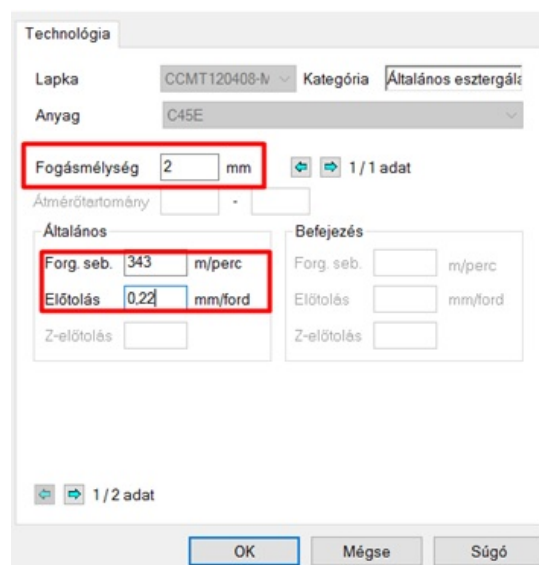 Technológia
Lapka CCMT120408-M Kategória Általános esztergála
Anyag C45E
Fogásmélység 2 mm 1 / 1 adat
Átmérőtartomány -
Általános Befejezés
Forg. seb. 343 m/perc Forg. seb. m/perc
Előtolás 0,22 mm/ford Előtolás mm/ford
Z-előtolás Z-előtolás
1 / 2 adat
OK Mégse Súgó